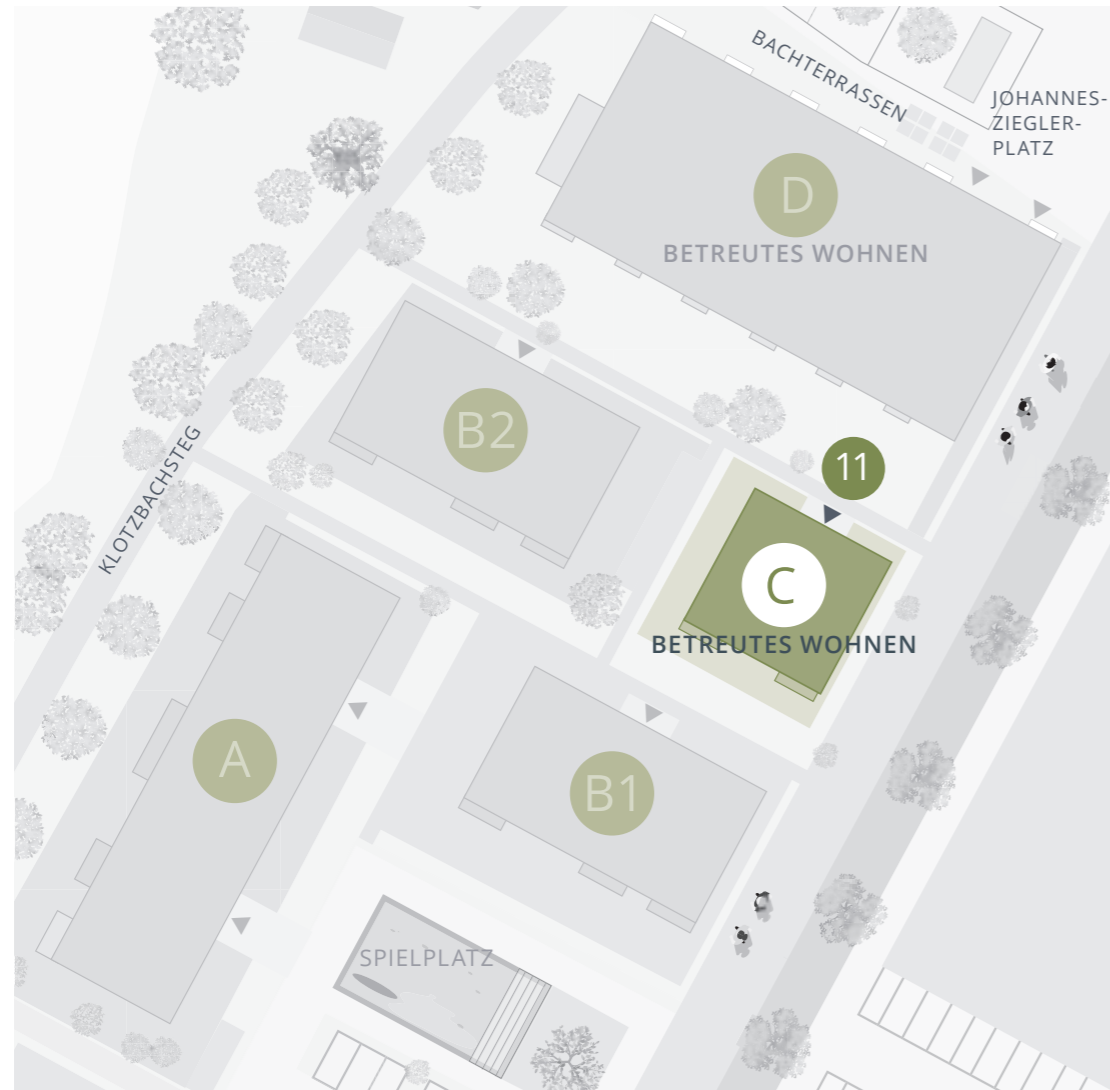 BACHTERRASSEN
JOHANNES-
ZIEGLER-
PLATZ
D
BETREUTES WOHNEN
B2
11
KLOTZBACHSTEG
C
BETREUTES WOHNEN
A
B1
SPIELPLATZ